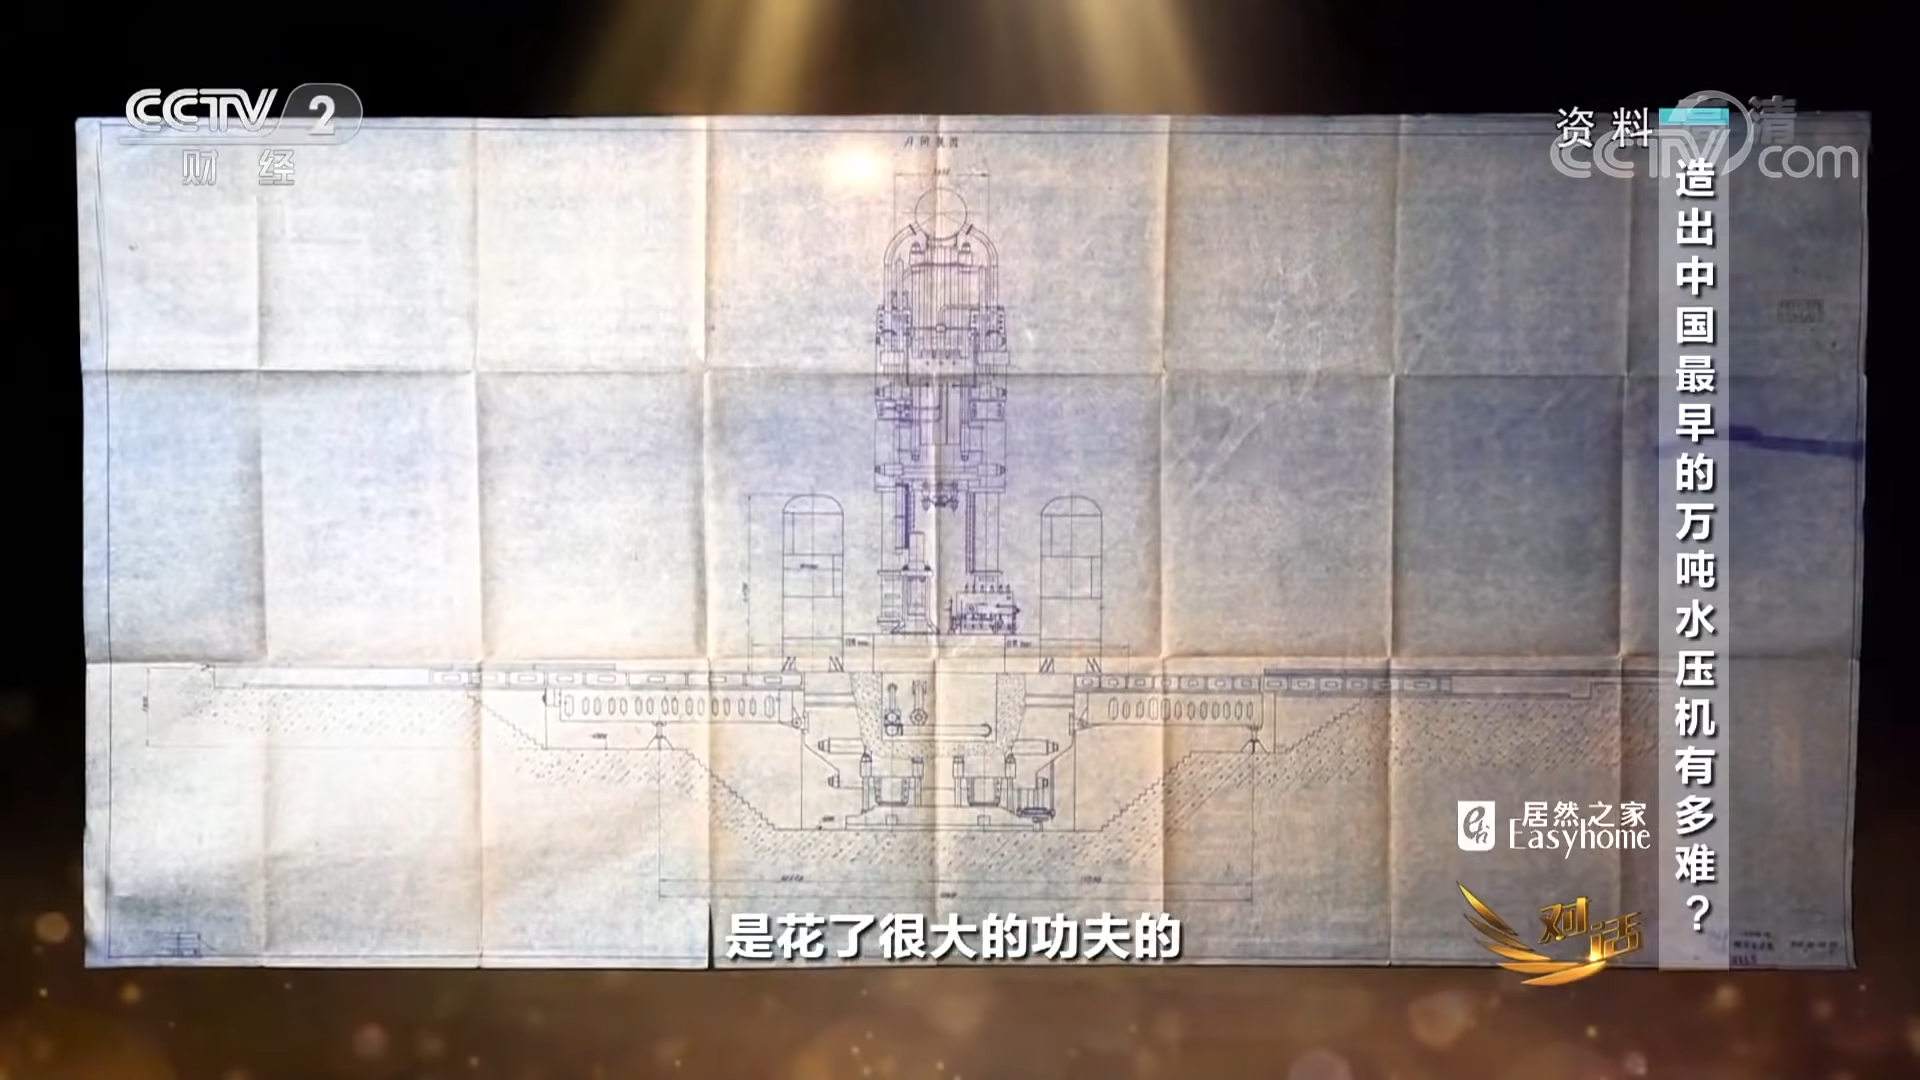 CCTV 2
财 经
资 料
高清
CCTV com
造出中国最早的万吨水压机有多难？
居然之家
Easyhome
对话
是花了很大的功夫的